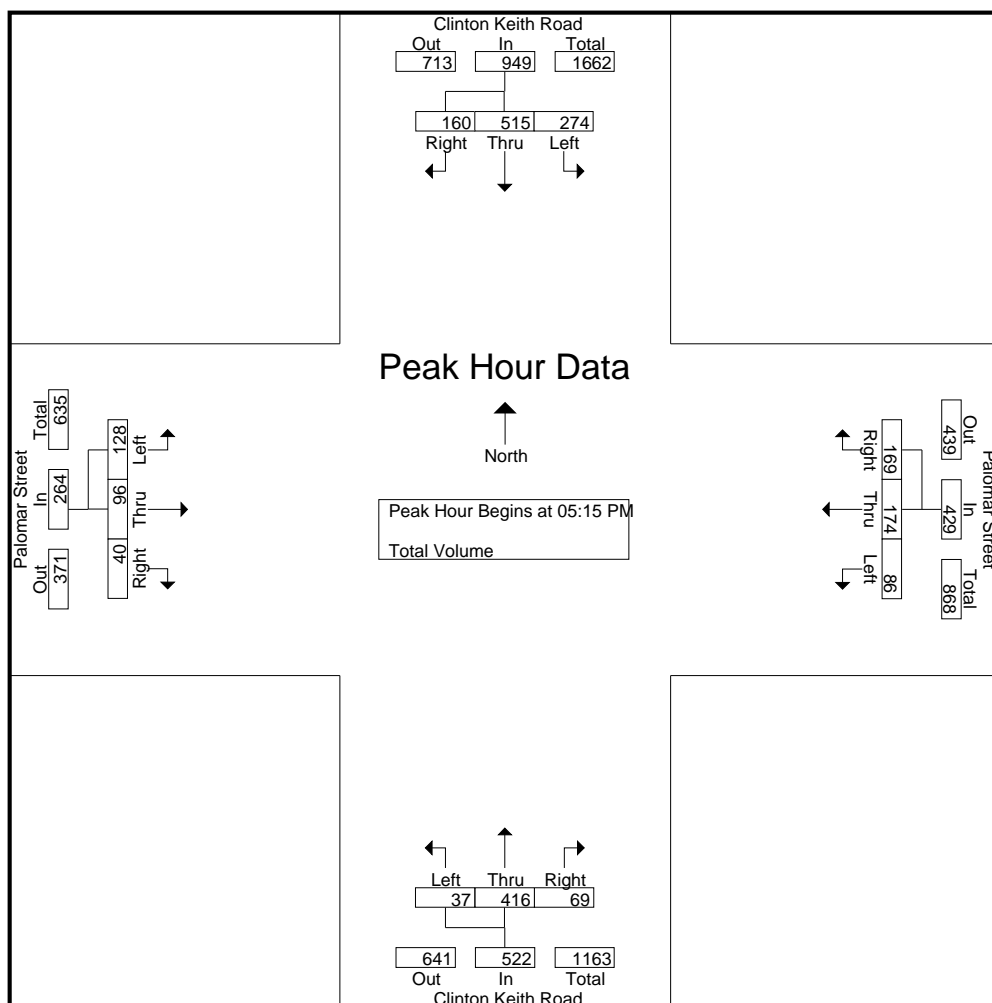 Clinton Keith Road
Out In Total
713 949 1662
160 515 274
Right Thru Left
Peak Hour Data
North
Peak Hour Begins at 05:15 PM
Total Volume
Palomar Street
Out In Total
371 264 635
Left Thru Right
128 96 40
Palomar Street
Out In Total
439 429 868
Right Thru Left
169 174 86
Left Thru Right
37 416 69
641 522 1163
Out In Total
Clinton Keith Road